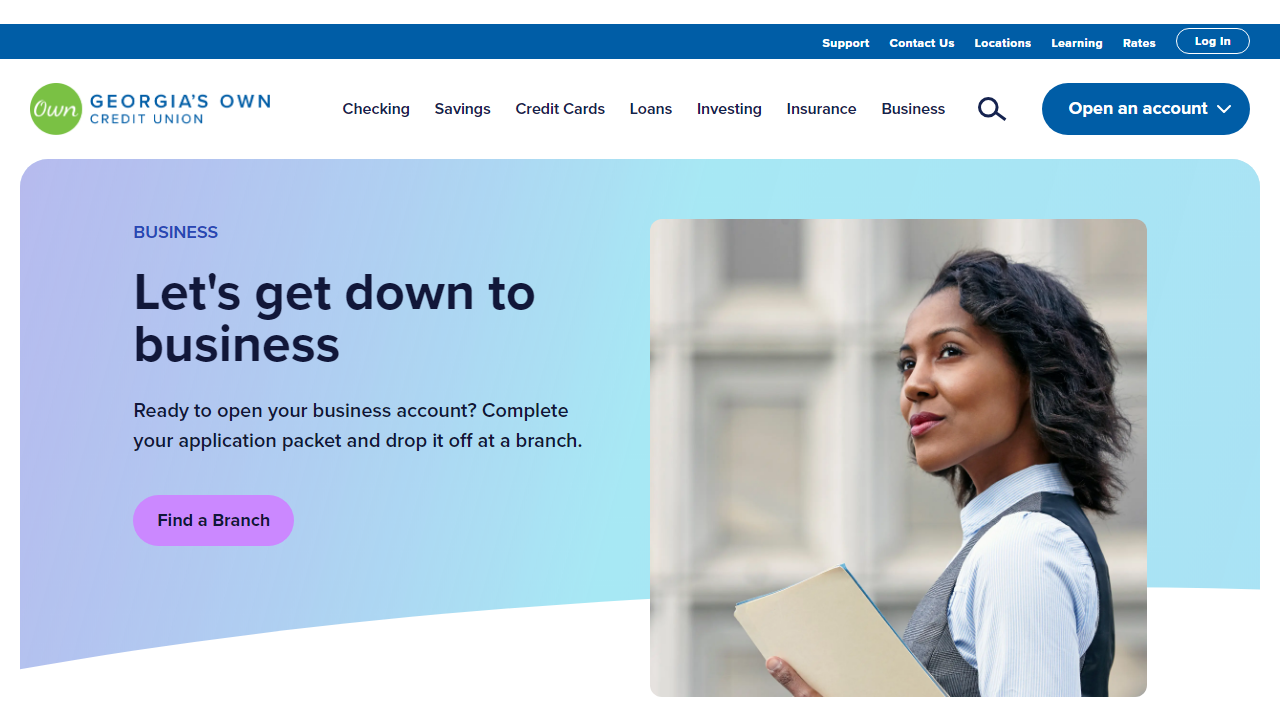 Support Contact Us Locations Learning Rates Log In
Own GEORGIA'S OWN
CREDIT UNION
Checking Savings Credit Cards Loans Investing Insurance Business Open an account
BUSINESS
Let's get down to
business
Ready to open your business account? Complete
your application packet and drop it off at a branch.
Find a Branch